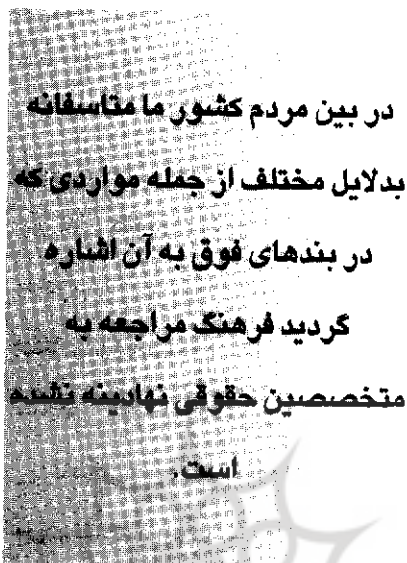 در بین مردم کشور ما متاسفانه
بدلایل مختلف از جمله مواردی که
در بندهای فوق به آن اشاره
گردید فرهنگ مراجعه به
متخصصین حقوقی نهادینه نشده
است.